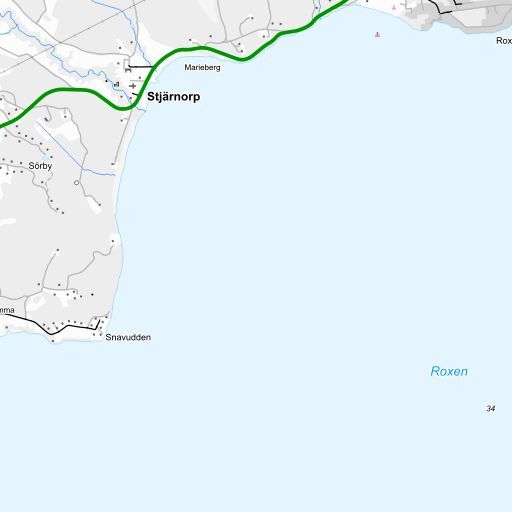 Rox
Marieberg
Stjärnorp
Sörby
mma
Snavudden
Roxen
34